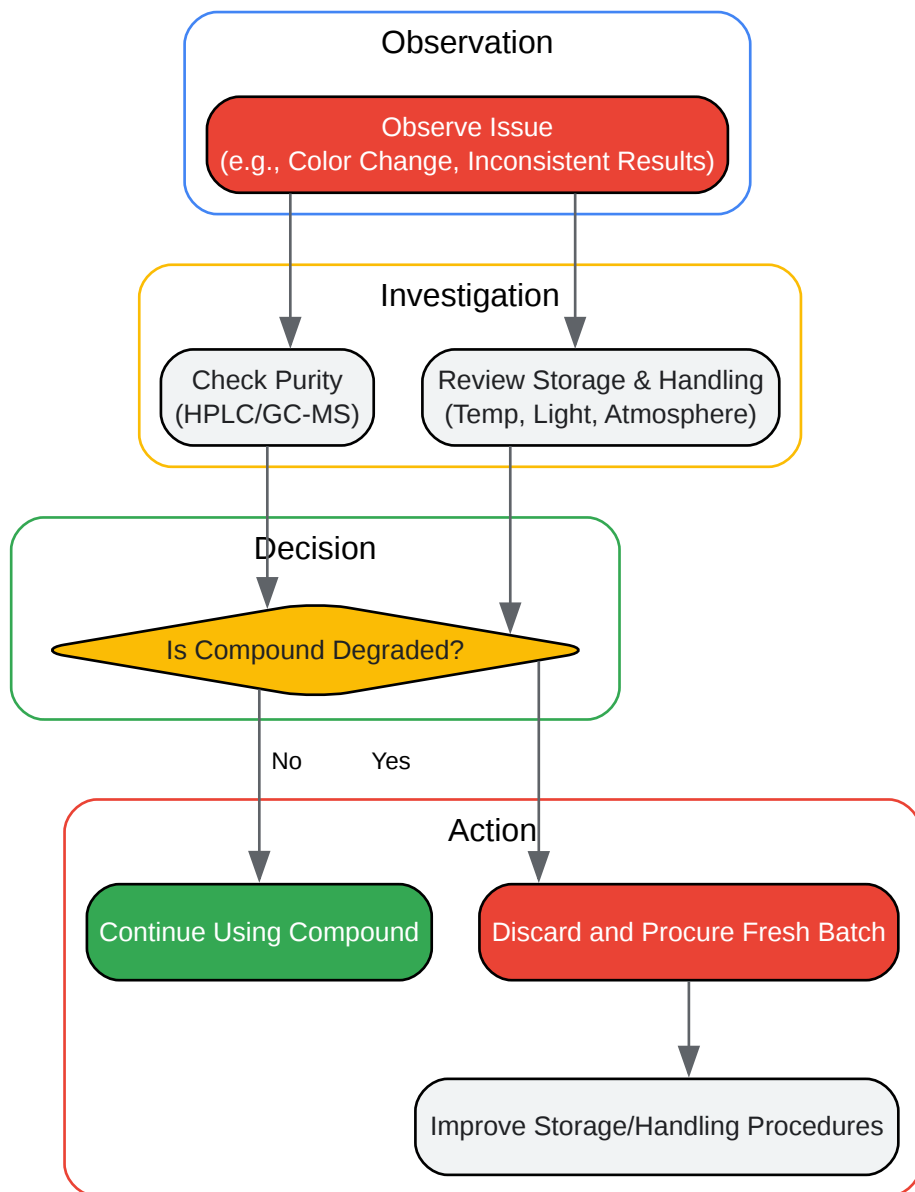 Observation
Observe Issue
(e.g., Color Change, Inconsistent Results)
Investigation
Check Purity
(HPLC/GC-MS)
Review Storage & Handling
(Temp, Light, Atmosphere)
Decision
Is Compound Degraded?
No
Yes
Action
Continue Using Compound
Discard and Procure Fresh Batch
Improve Storage/Handling Procedures